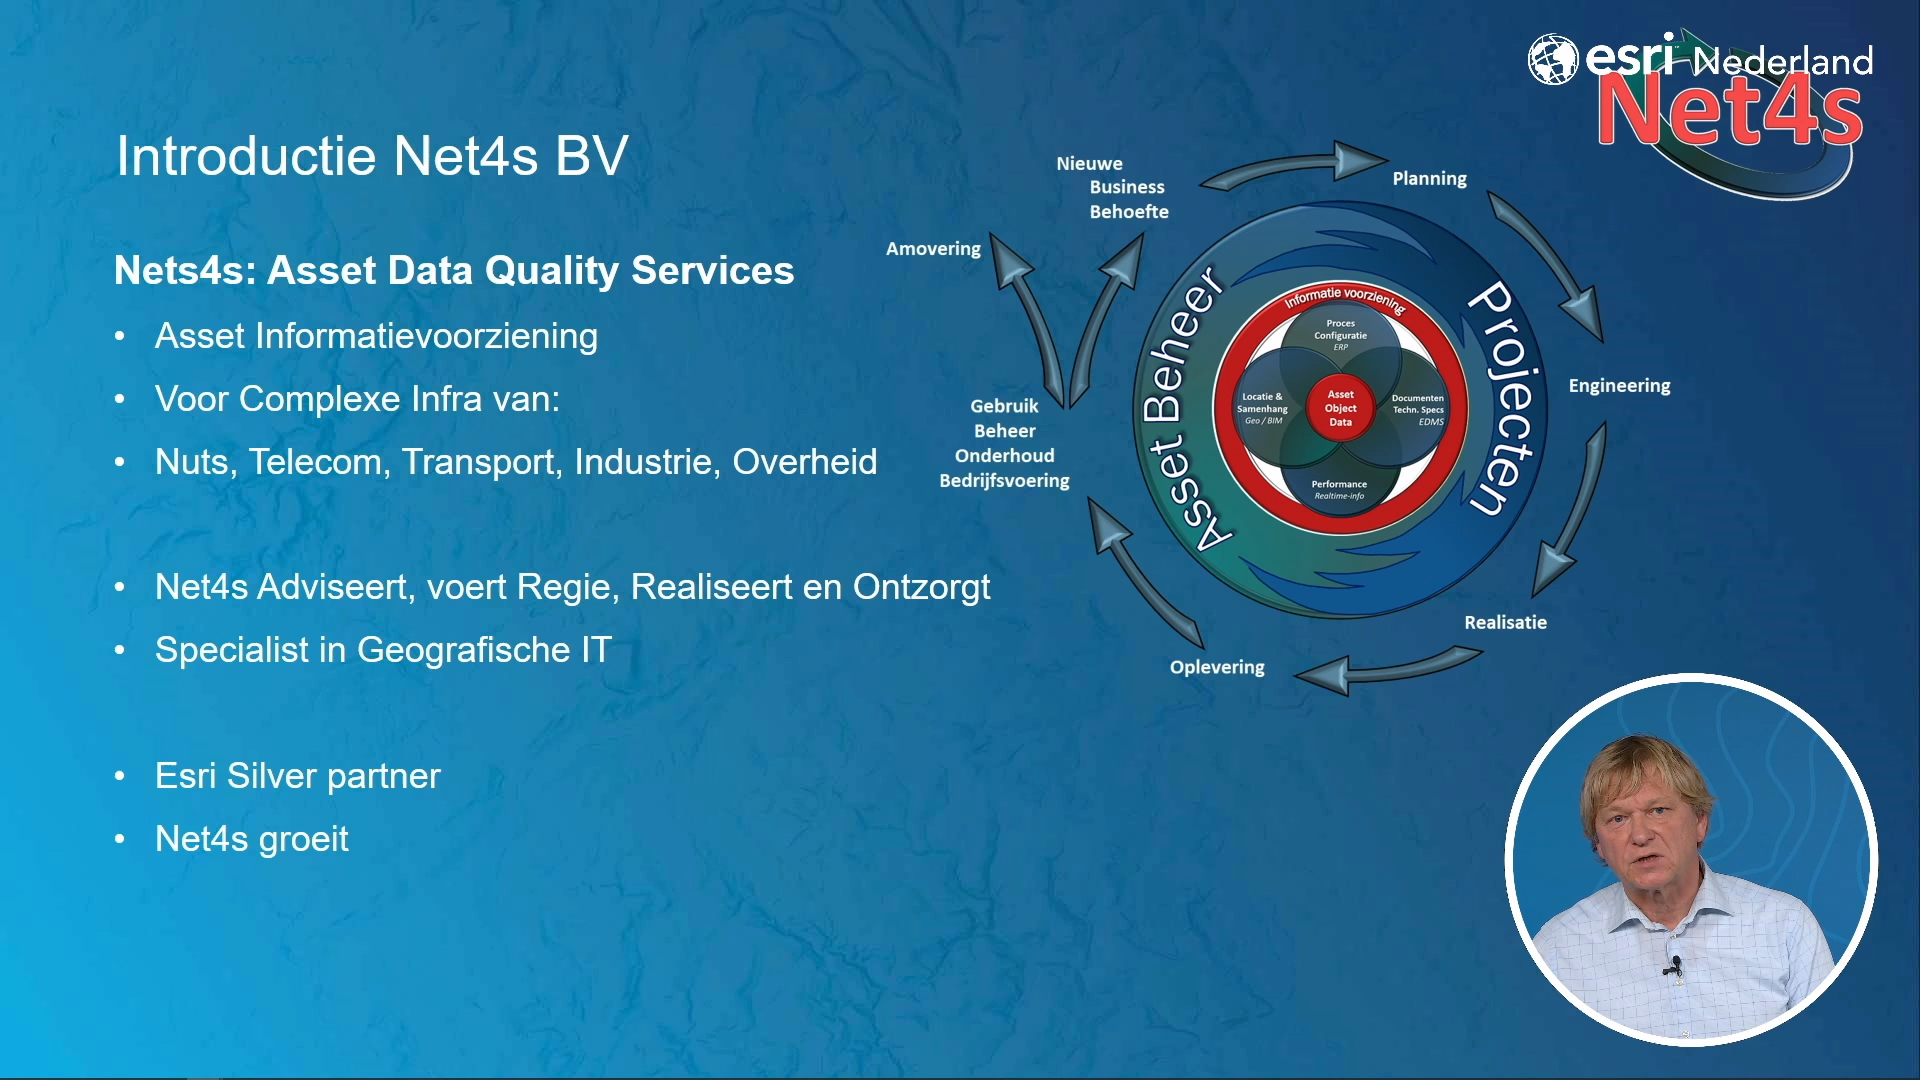 esri Nederland
Net4s
Introductie Net4s BV
Nets4s: Asset Data Quality Services
• Asset Informatievoorziening
• Voor Complexe Infra van:
• Nuts, Telecom, Transport, Industrie, Overheid
• Net4s Adviseert, voert Regie, Realiseert en Ontzorgt
• Specialist in Geografische IT
• Esri Silver partner
• Net4s groeit
Nieuwe
Business
Behoefte
Planning
Engineering
Realisatie
Oplevering
Gebruik
Beheer
Onderhoud
Bedrijfsvoering
Amovering
Asset Beheer
Projecten
Informatie voorziening
Proces
Configuratie
ERP
Locatie &
Samenhang
Geo / BIM
Asset
Object
Data
Documenten
Techn. Specs
EDMS
Performance
Realtime-info